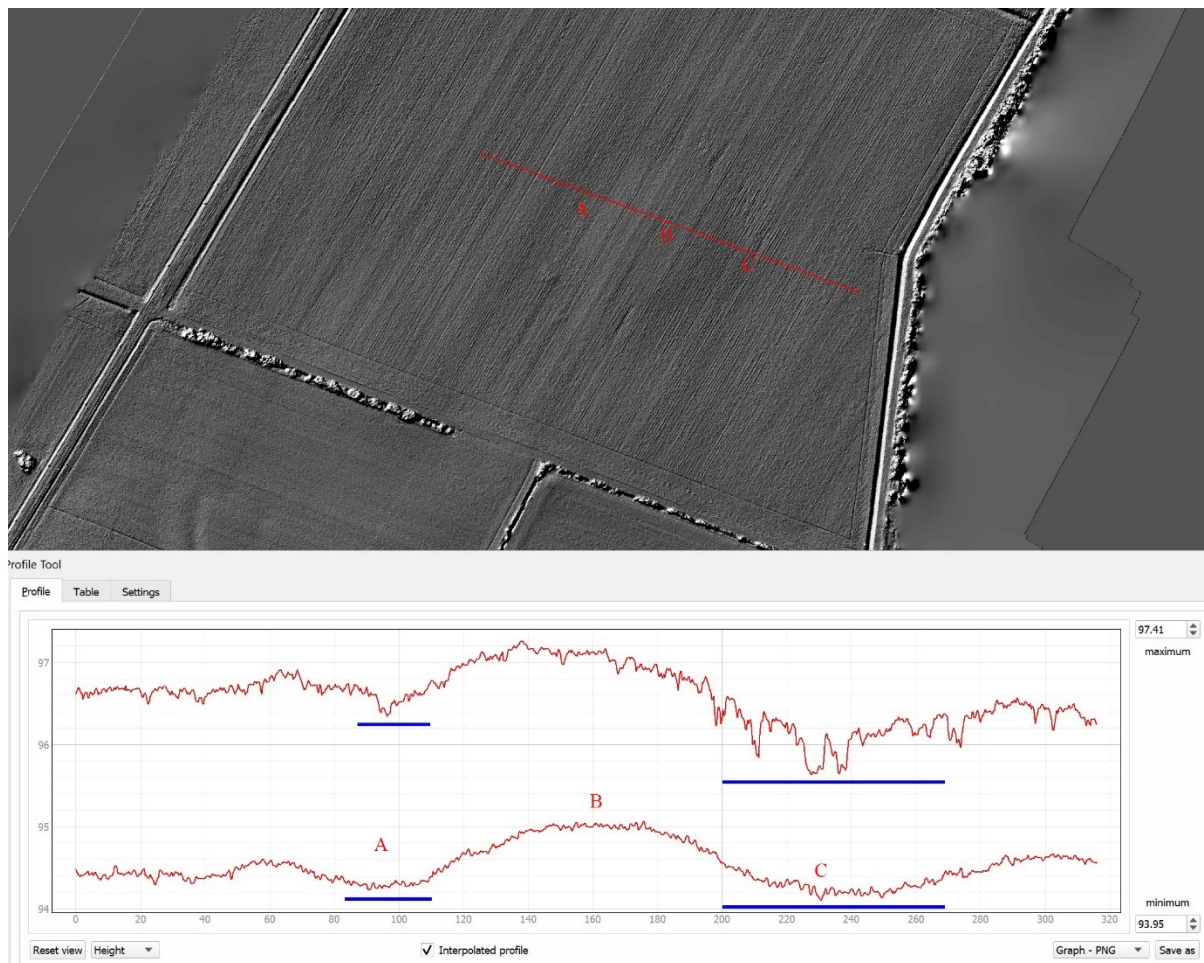 A
B
C
Profile Tool
Profile Table Settings
97.41
maximum
97
96
95
94
A
B
C
0 20 40 60 80 100 120 140 160 180 200 220 240 260 280 300 320
minimum
93.95
Reset view Height Interpolated profile Graph - PNG Save as